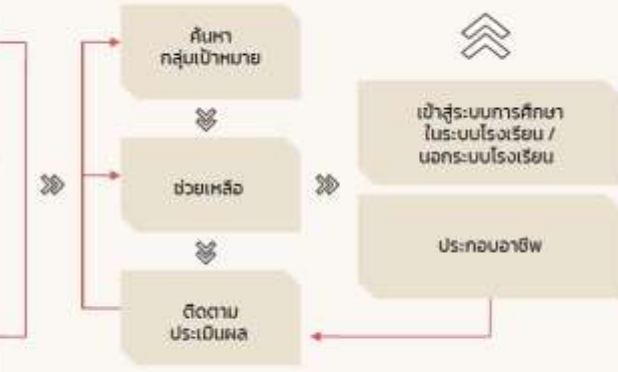 ค้นหา
กลุ่มเป้าหมาย
ช่วยเหลือ
ติดตาม
ประเมินผล
เข้าสู่ระบบการศึกษา
ในระบบโรงเรียน /
นอกระบบโรงเรียน
ประกอบอาชีพ